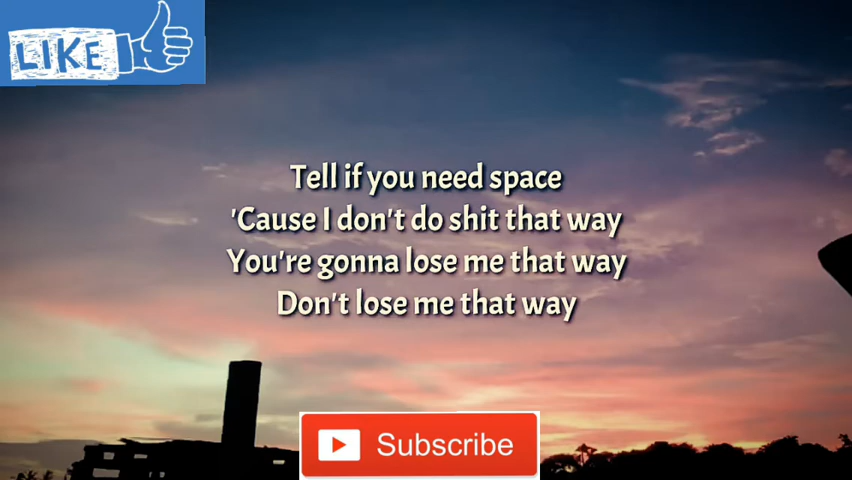 LIKE
Tell if you need space
'Cause I don't do shit that way
You're gonna lose me that way
Don't lose me that way
Subscribe